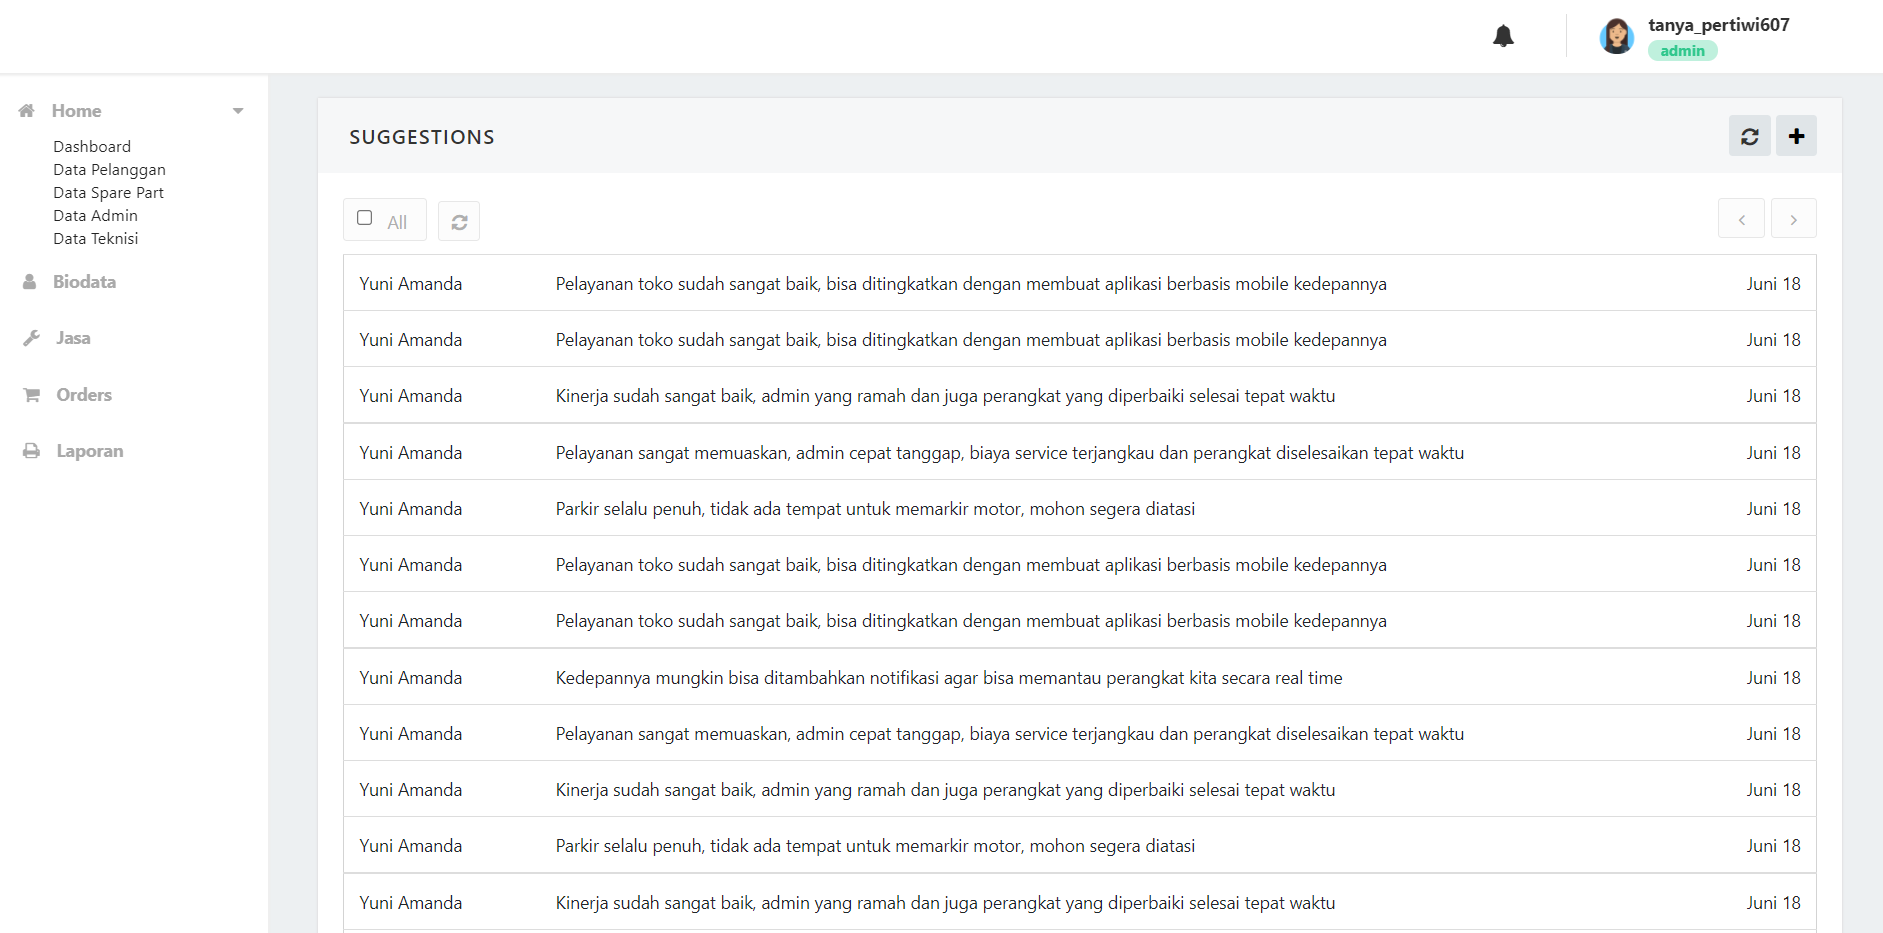 tanya_pertiwi607
admin
Home
Dashboard
Data Pelanggan
Data Spare Part
Data Admin
Data Teknisi
Biodata
Jasa
Orders
Laporan
SUGGESTIONS
All
Yuni Amanda Pelayanan toko sudah sangat baik, bisa ditingkatkan dengan membuat aplikasi berbasis mobile kedepannya Juni 18
Yuni Amanda Pelayanan toko sudah sangat baik, bisa ditingkatkan dengan membuat aplikasi berbasis mobile kedepannya Juni 18
Yuni Amanda Kinerja sudah sangat baik, admin yang ramah dan juga perangkat yang diperbaiki selesai tepat waktu Juni 18
Yuni Amanda Pelayanan sangat memuaskan, admin cepat tanggap, biaya service terjangkau dan perangkat diselesaikan tepat waktu Juni 18
Yuni Amanda Parkir selalu penuh, tidak ada tempat untuk memarkir motor, mohon segera diatasi Juni 18
Yuni Amanda Pelayanan toko sudah sangat baik, bisa ditingkatkan dengan membuat aplikasi berbasis mobile kedepannya Juni 18
Yuni Amanda Pelayanan toko sudah sangat baik, bisa ditingkatkan dengan membuat aplikasi berbasis mobile kedepannya Juni 18
Yuni Amanda Kedepannya mungkin bisa ditambahkan notifikasi agar bisa memantau perangkat kita secara real time Juni 18
Yuni Amanda Pelayanan sangat memuaskan, admin cepat tanggap, biaya service terjangkau dan perangkat diselesaikan tepat waktu Juni 18
Yuni Amanda Kinerja sudah sangat baik, admin yang ramah dan juga perangkat yang diperbaiki selesai tepat waktu Juni 18
Yuni Amanda Parkir selalu penuh, tidak ada tempat untuk memarkir motor, mohon segera diatasi Juni 18
Yuni Amanda Kinerja sudah sangat baik, admin yang ramah dan juga perangkat yang diperbaiki selesai tepat waktu Juni 18